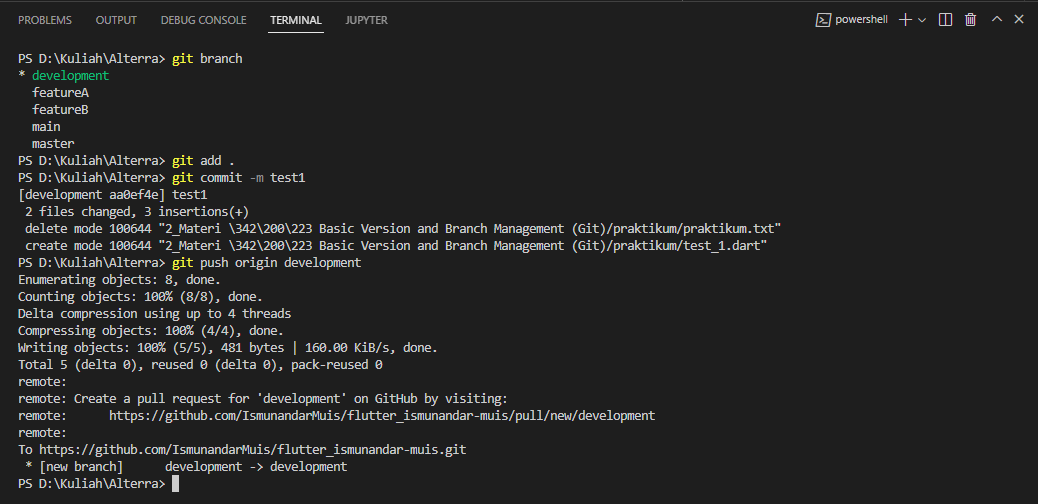 PROBLEMS OUTPUT DEBUG CONSOLE TERMINAL JUPYTER powershell
PS D:\Kuliah\Alterra> git branch
* development
  featureA
  featureB
  main
  master
PS D:\Kuliah\Alterra> git add .
PS D:\Kuliah\Alterra> git commit -m test1
[development aa0ef4e] test1
 2 files changed, 3 insertions(+)
 delete mode 100644 "2_Materi \342\200\223 Basic Version and Branch Management (Git)/praktikum/praktikum.txt"
 create mode 100644 "2_Materi \342\200\223 Basic Version and Branch Management (Git)/praktikum/test_1.dart"
PS D:\Kuliah\Alterra> git push origin development
Enumerating objects: 8, done.
Counting objects: 100% (8/8), done.
Delta compression using up to 4 threads
Compressing objects: 100% (4/4), done.
Writing objects: 100% (5/5), 481 bytes | 160.00 KiB/s, done.
Total 5 (delta 0), reused 0 (delta 0), pack-reused 0
remote:
remote: Create a pull request for 'development' on GitHub by visiting:
remote:      https://github.com/IsmunandarMuis/flutter_ismunandar-muis/pull/new/development
remote:
To https://github.com/IsmunandarMuis/flutter_ismunandar-muis.git
 * [new branch]      development -> development
PS D:\Kuliah\Alterra>